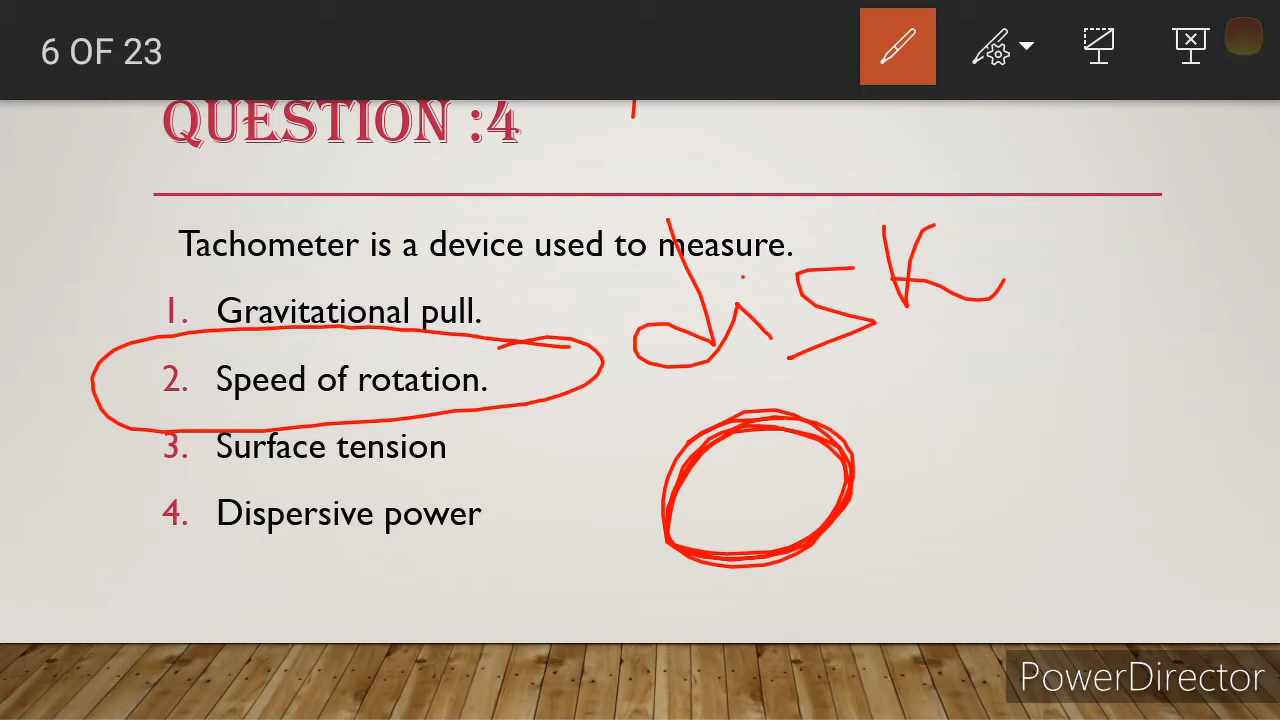 6 OF 23
QUESTION :4
Tachometer is a device used to measure.
1. Gravitational pull.
2. Speed of rotation.
3. Surface tension
4. Dispersive power
disk
PowerDirector